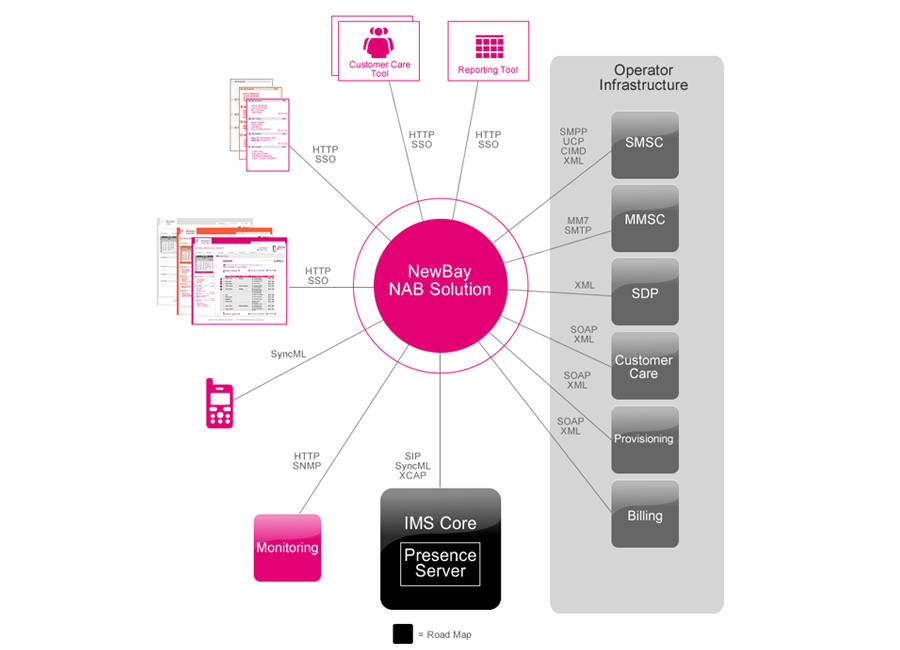 Customer Care
Tool
Reporting Tool
Operator
Infrastructure
HTTP
SSO
HTTP
SSO
HTTP
SSO
SMPP
UCP
CIMD
XML
SMSC
MM7
SMTP
MMSC
NewBay
NAB Solution
HTTP
SSO
XML
SDP
SOAP
XML
Customer
Care
SyncML
SOAP
XML
Provisioning
SOAP
XML
Billing
HTTP
SNMP
SIP
SyncML
XCAP
Monitoring
IMS Core
Presence
Server
= Road Map